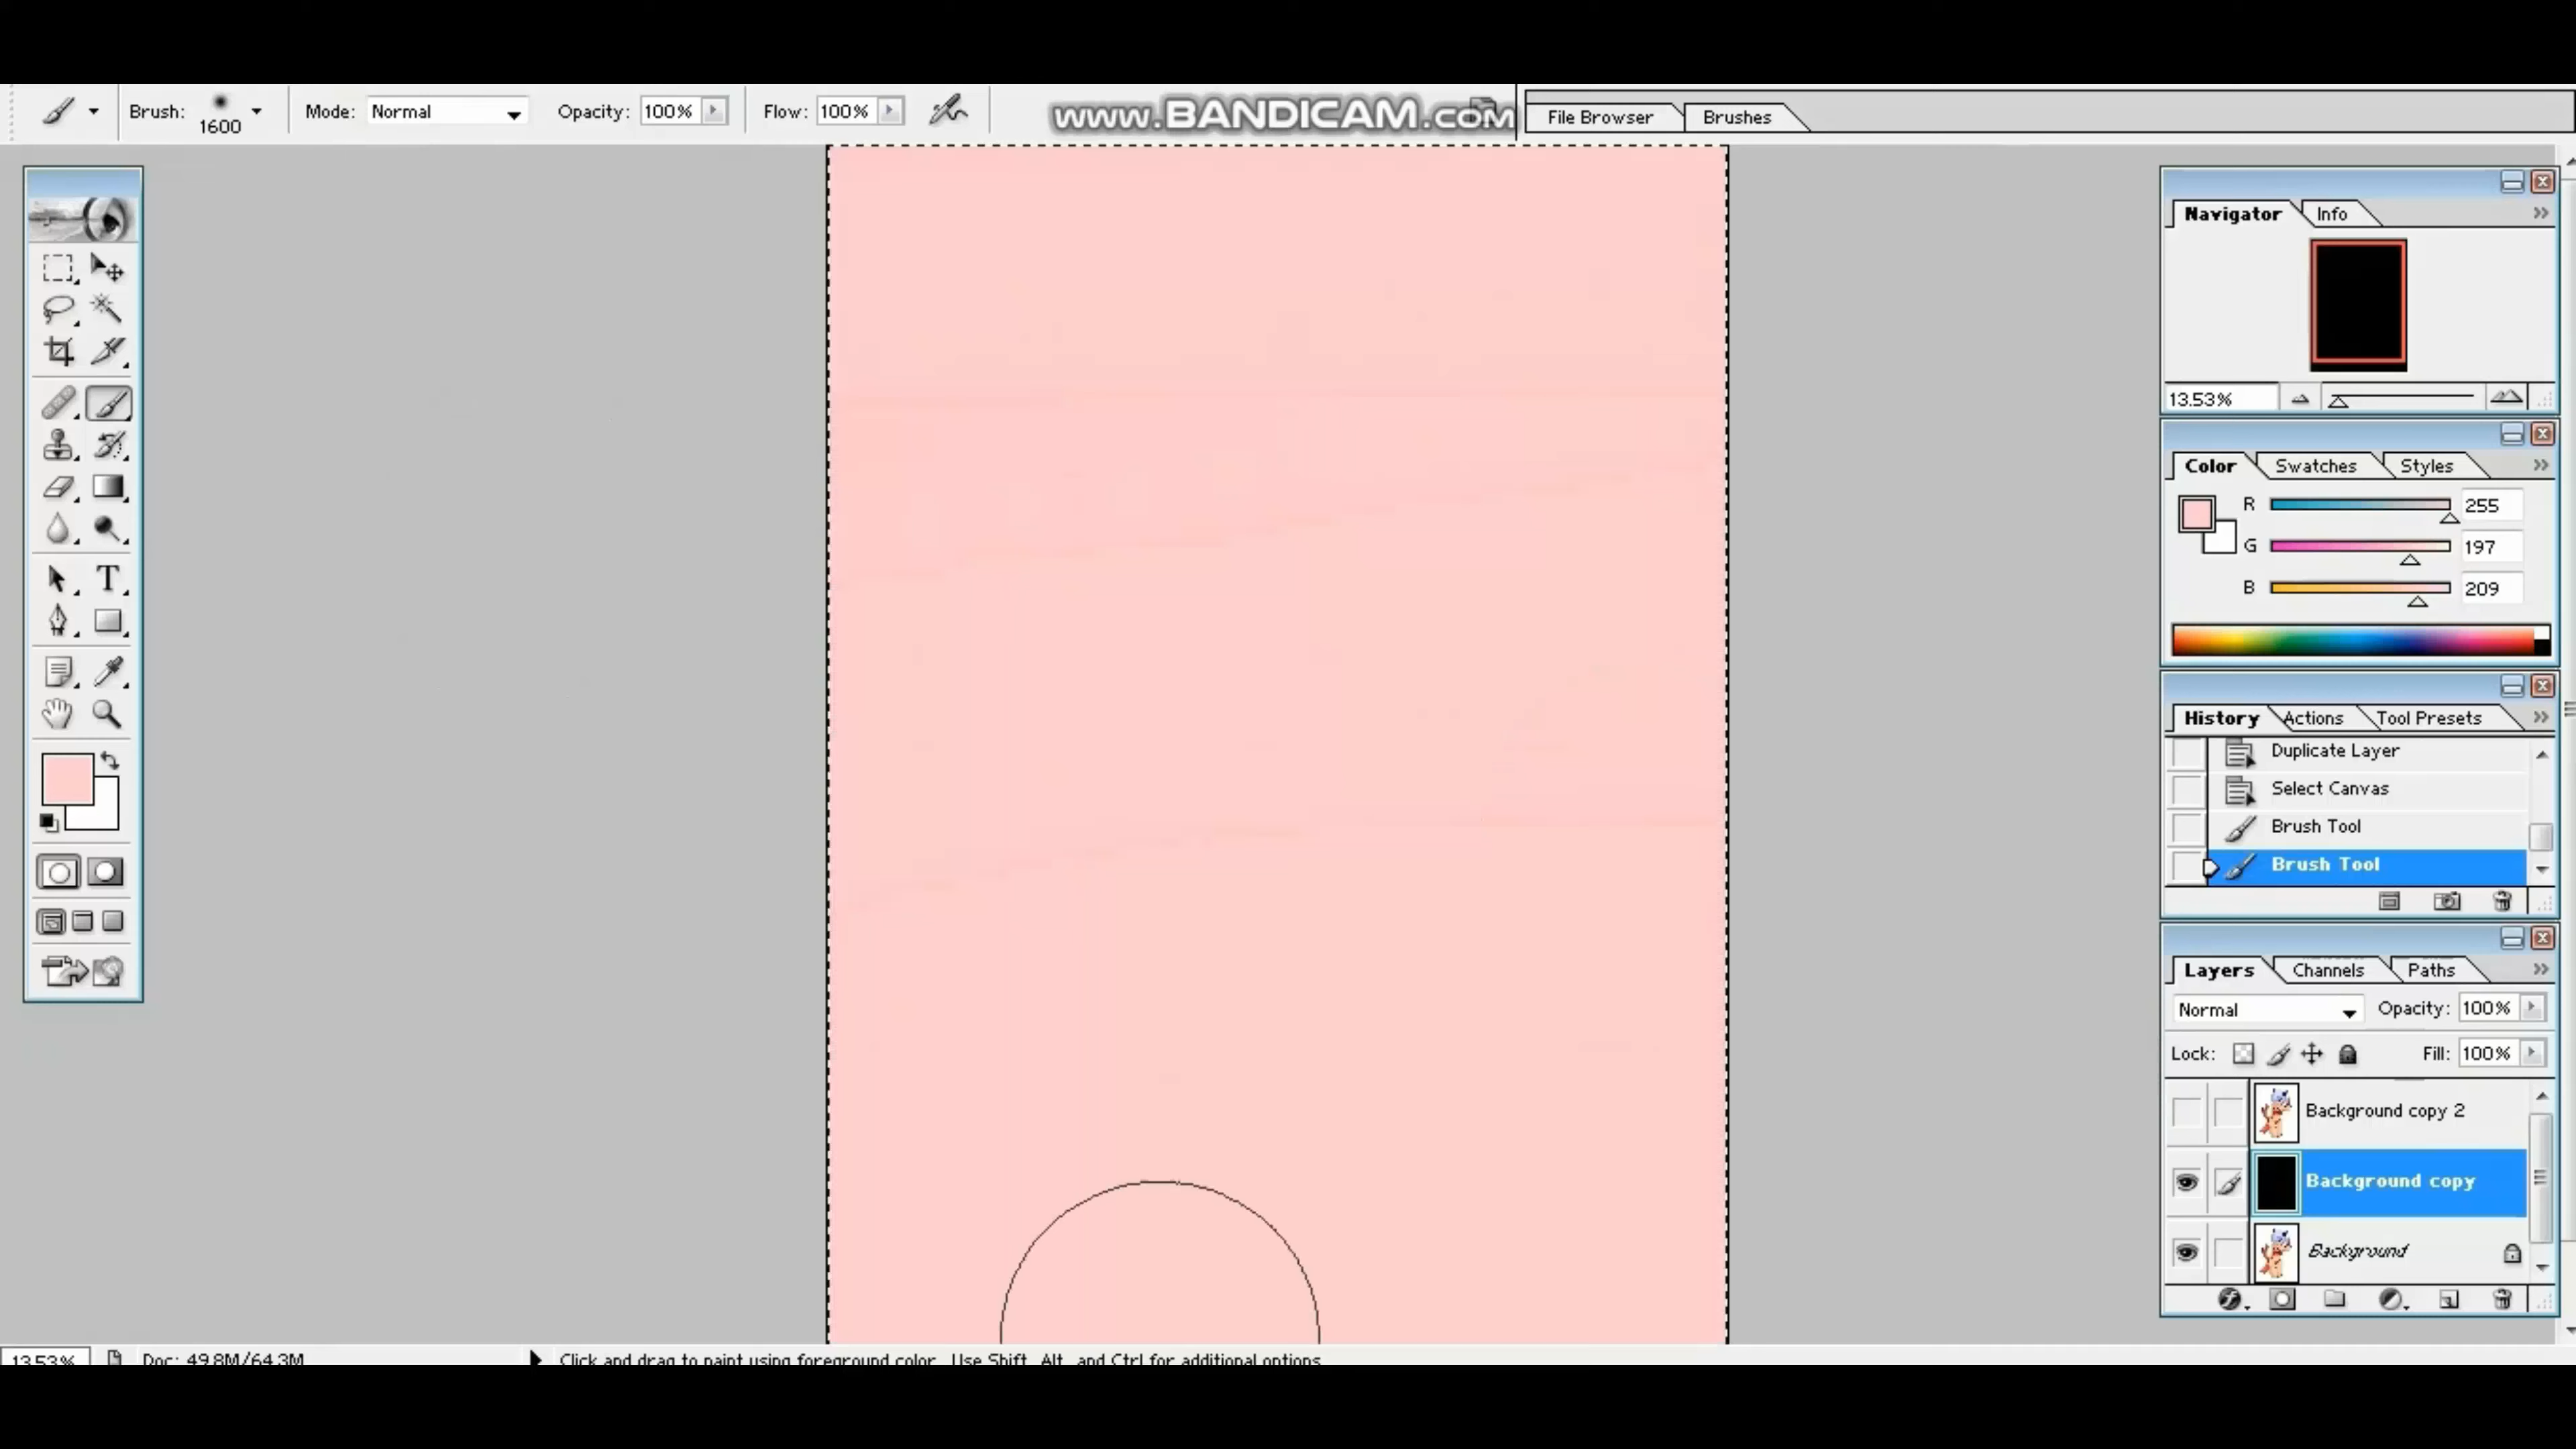 Brush: 1600 Mode: Normal Opacity: 100% Flow: 100%
www.BANDICAM.com
File Browser Brushes
Navigator Info
13.53%
Color Swatches Styles
R 255
G 197
B 209
T
History Actions Tool Presets
Duplicate Layer
Select Canvas
Brush Tool
Brush Tool
Layers Channels Paths
Normal Opacity: 100%
Lock: Fill: 100%
Background copy 2
Background copy
Background
13.53% Doc: 49.8M/64.3M Click and drag to paint using foreground color. Use Shift, Alt, and Ctrl for additional options.